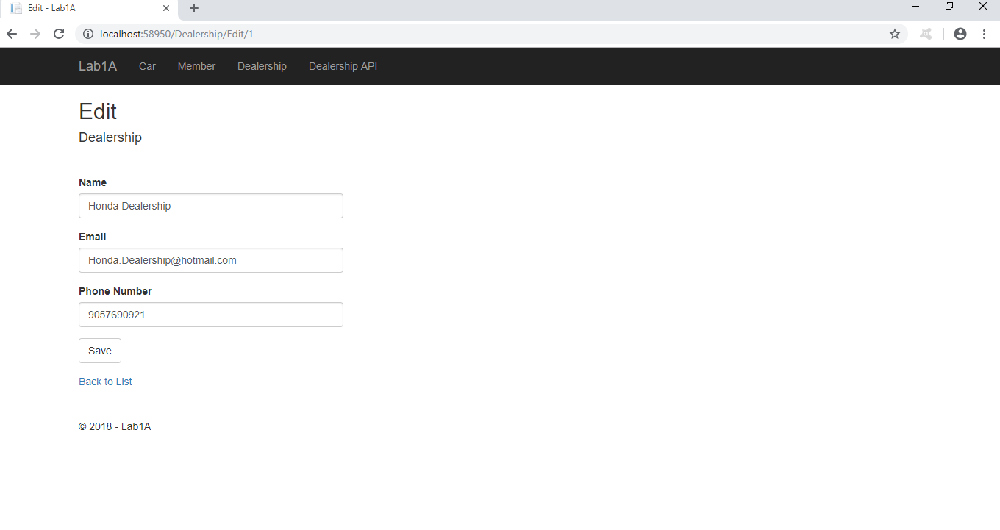 Edit - Lab1A
localhost:58950/Dealership/Edit/1
Lab1A Car Member Dealership Dealership API
Edit
Dealership
Name
Honda Dealership
Email
Honda.Dealership@hotmail.com
Phone Number
9057690921
Save
Back to List
© 2018 - Lab1A